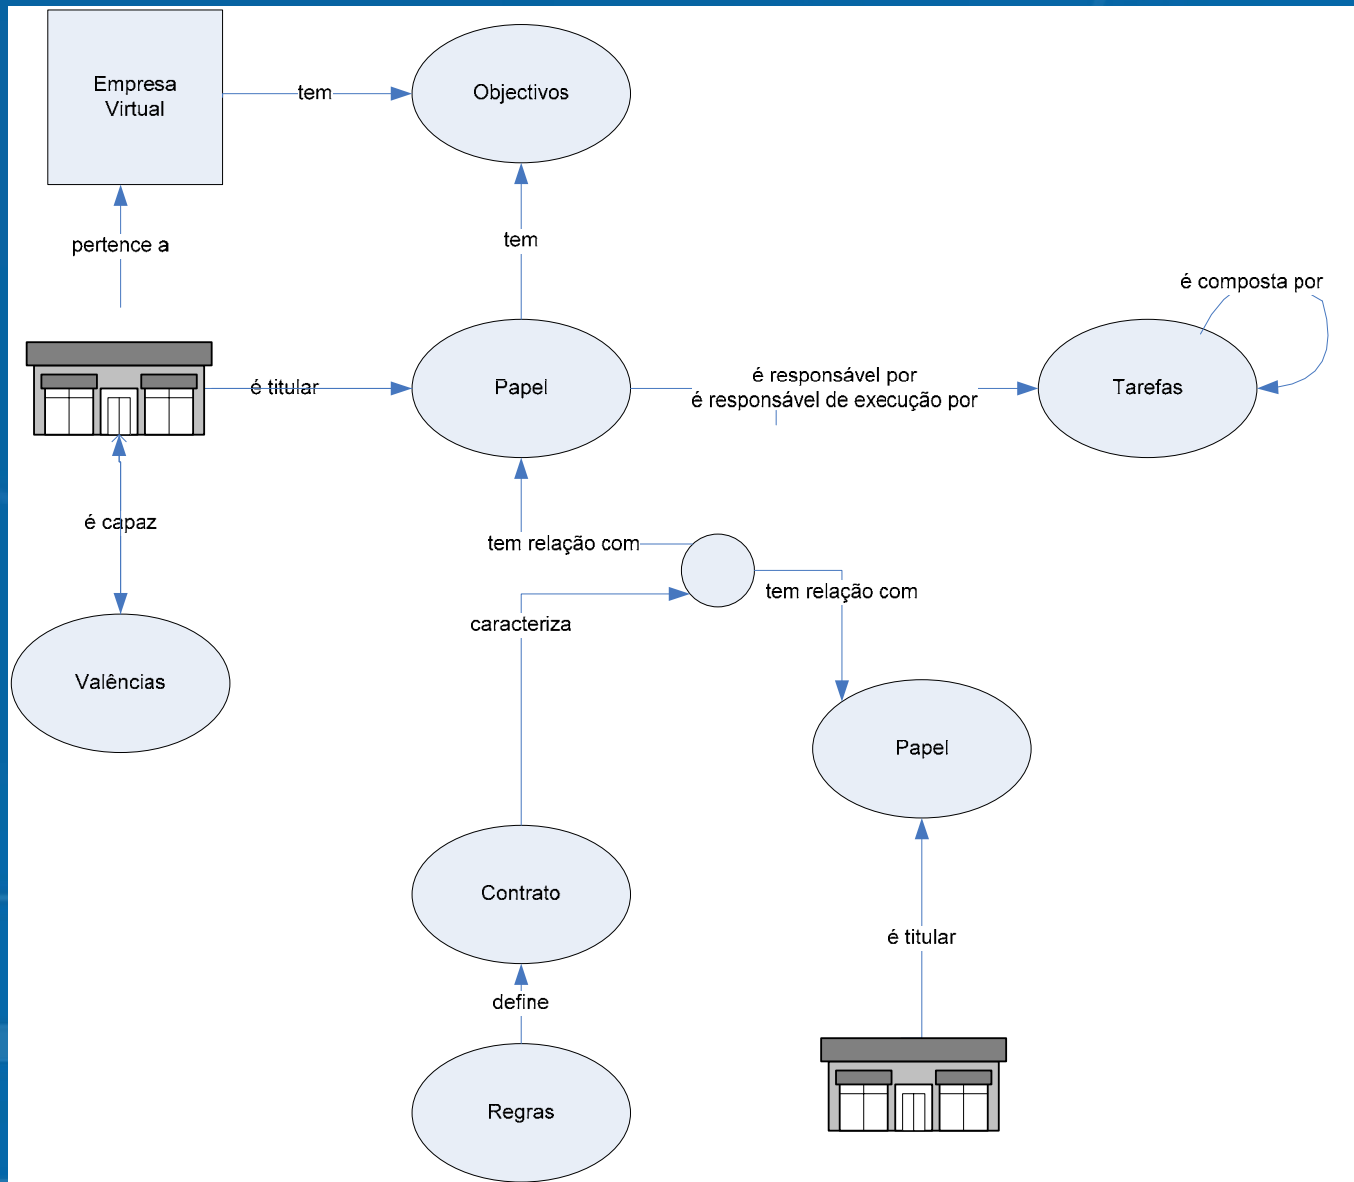 Empresa
Virtual
tem
Objectivos
pertence a
tem
é composta por
é titular
Papel
é responsável por
é responsável de execução por
Tarefas
é capaz
tem relação com
tem relação com
caracteriza
Valências
Papel
Contrato
é titular
define
Regras